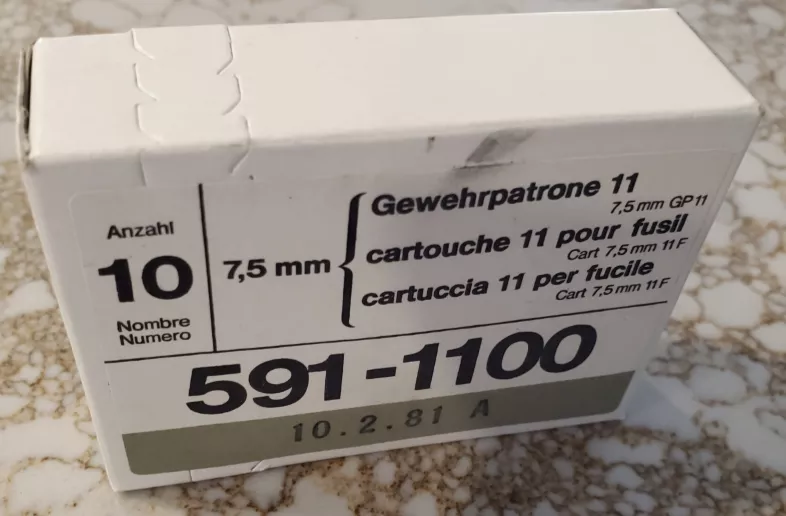 Anzahl
10
Nombre
Numero
7,5 mm
Gewehrpatrone 11
7,5 mm GP 11
cartouche 11 pour fusil
Cart 7,5 mm 11 F
cartuccia 11 per fucile
Cart 7,5 mm 11 F
591-1100
10.2.81 A